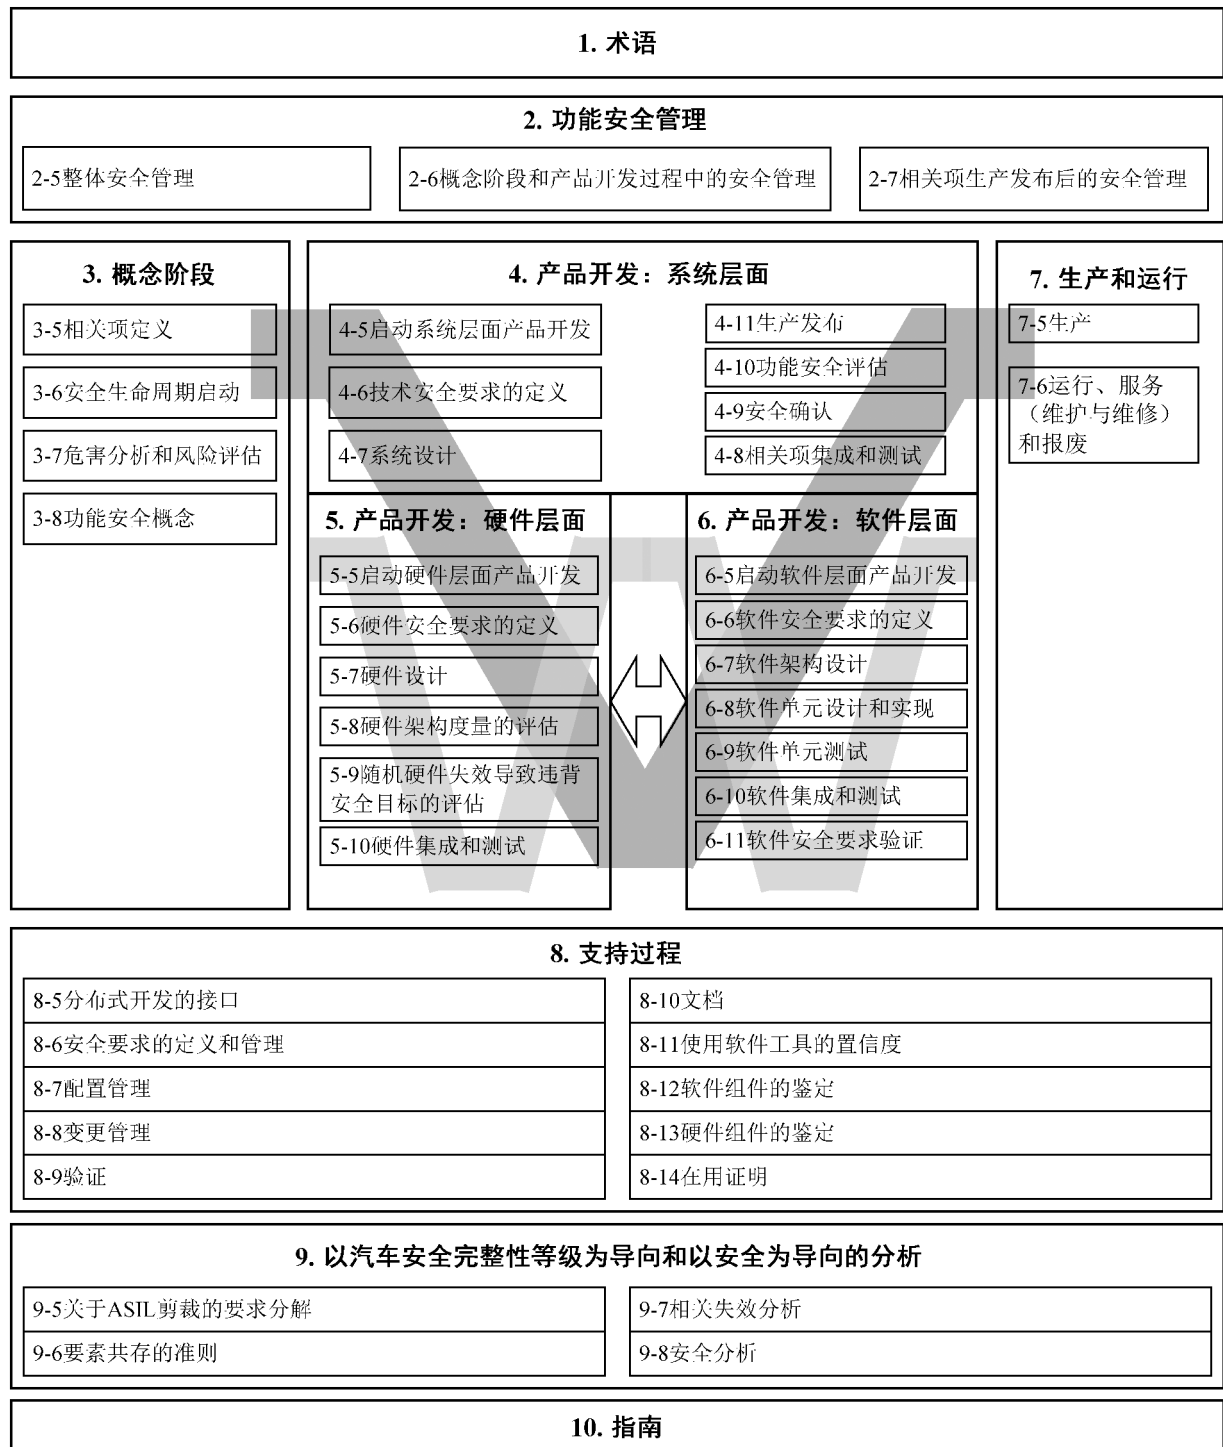 1. 术语
2. 功能安全管理
2-5整体安全管理
2-6概念阶段和产品开发过程中的安全管理
2-7相关项生产发布后的安全管理
3. 概念阶段
3-5相关项定义
3-6安全生命周期启动
3-7危害分析和风险评估
3-8功能安全概念
4. 产品开发：系统层面
4-5启动系统层面产品开发
4-6技术安全要求的定义
4-7系统设计
4-11生产发布
4-10功能安全评估
4-9安全确认
4-8相关项集成和测试
7. 生产和运行
7-5生产
7-6运行、服务
（维护与维修）
和报废
5. 产品开发：硬件层面
5-5启动硬件层面产品开发
5-6硬件安全要求的定义
5-7硬件设计
5-8硬件架构度量的评估
5-9随机硬件失效导致违背
安全目标的评估
5-10硬件集成和测试
6. 产品开发：软件层面
6-5启动软件层面产品开发
6-6软件安全要求的定义
6-7软件架构设计
6-8软件单元设计和实现
6-9软件单元测试
6-10软件集成和测试
6-11软件安全要求验证
8. 支持过程
8-5分布式开发的接口
8-6安全要求的定义和管理
8-7配置管理
8-8变更管理
8-9验证
8-10文档
8-11使用软件工具的置信度
8-12软件组件的鉴定
8-13硬件组件的鉴定
8-14在用证明
9. 以汽车安全完整性等级为导向和以安全为导向的分析
9-5关于ASIL剪裁的要求分解
9-6要素共存的准则
9-7相关失效分析
9-8安全分析
10. 指南